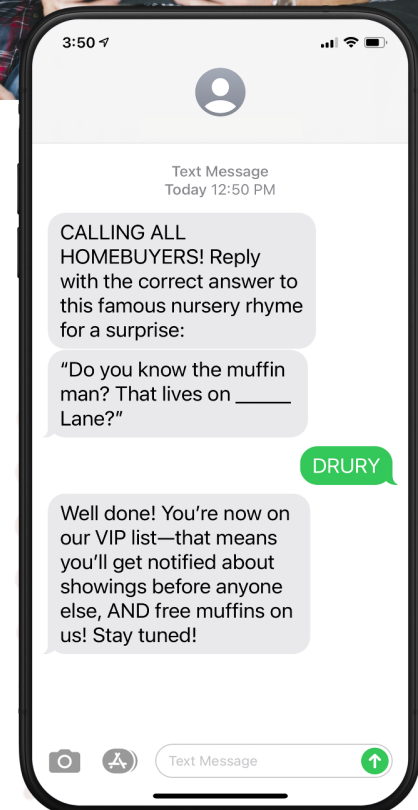 3:50
Text Message
Today 12:50 PM
CALLING ALL
HOMEBUYERS! Reply
with the correct answer to
this famous nursery rhyme
for a surprise:
“Do you know the muffin
man? That lives on ______
Lane?”
DRURY
Well done! You’re now on
our VIP list—that means
you’ll get notified about
showings before anyone
else, AND free muffins on
us! Stay tuned!
Text Message